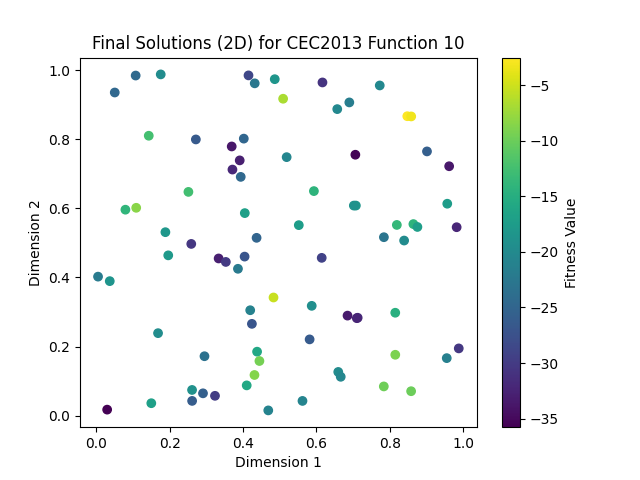 Final Solutions (2D) for CEC2013 Function 10
1.0
0.8
0.6
0.4
0.2
0.0
Dimension 2
0.0 0.2 0.4 0.6 0.8 1.0
Dimension 1
−5
−10
−15
−20
−25
−30
−35
Fitness Value